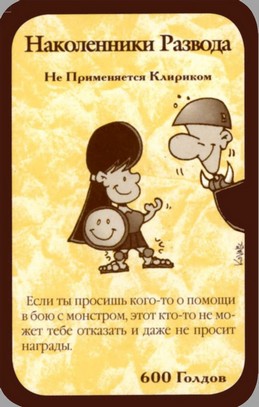 Наколенники Развода
Не Применяется Клириком
Если ты просишь кого-то о помощи
в бою с монстром, этот кто-то не мо-
жет тебе отказать и даже не просит
награды.
600 Голдов